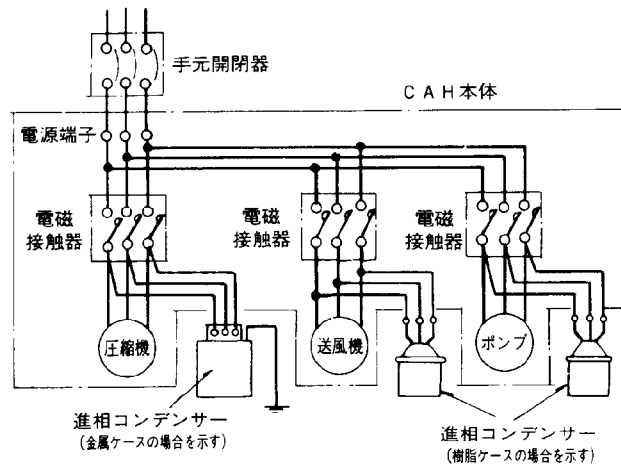 手元開閉器
CAH本体
電源端子
電磁
接触器
電磁
接触器
電磁
接触器
圧縮機
送風機
ポンプ
進相コンデンサー
(金属ケースの場合を示す)
進相コンデンサー
(樹脂ケースの場合を示す)